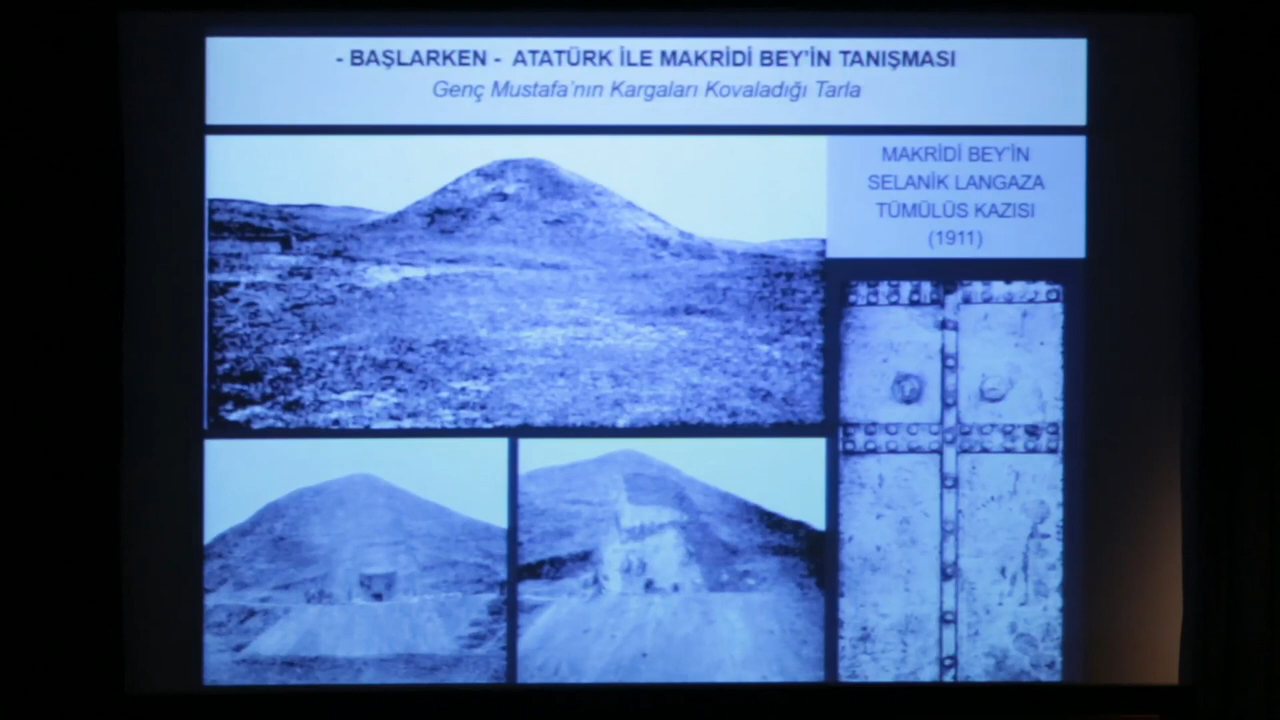 - BAŞLARKEN - ATATÜRK İLE MAKRİDİ BEY'İN TANIŞMASI
Genç Mustafa'nın Kargaları Kovaladığı Tarla
MAKRİDİ BEY'İN
SELANİK LANGAZA
TÜMÜLÜS KAZISI
(1911)